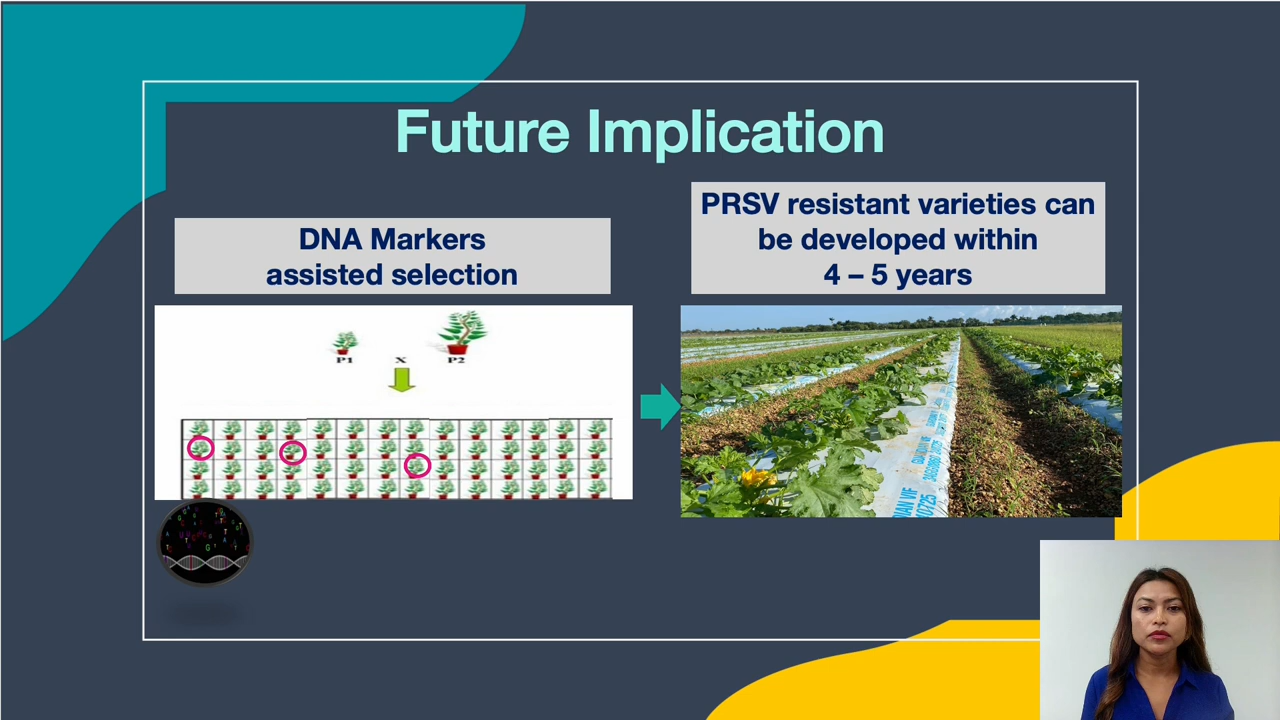 Future Implication
DNA Markers
assisted selection
PRSV resistant varieties can
be developed within
4 – 5 years
P1 X P2